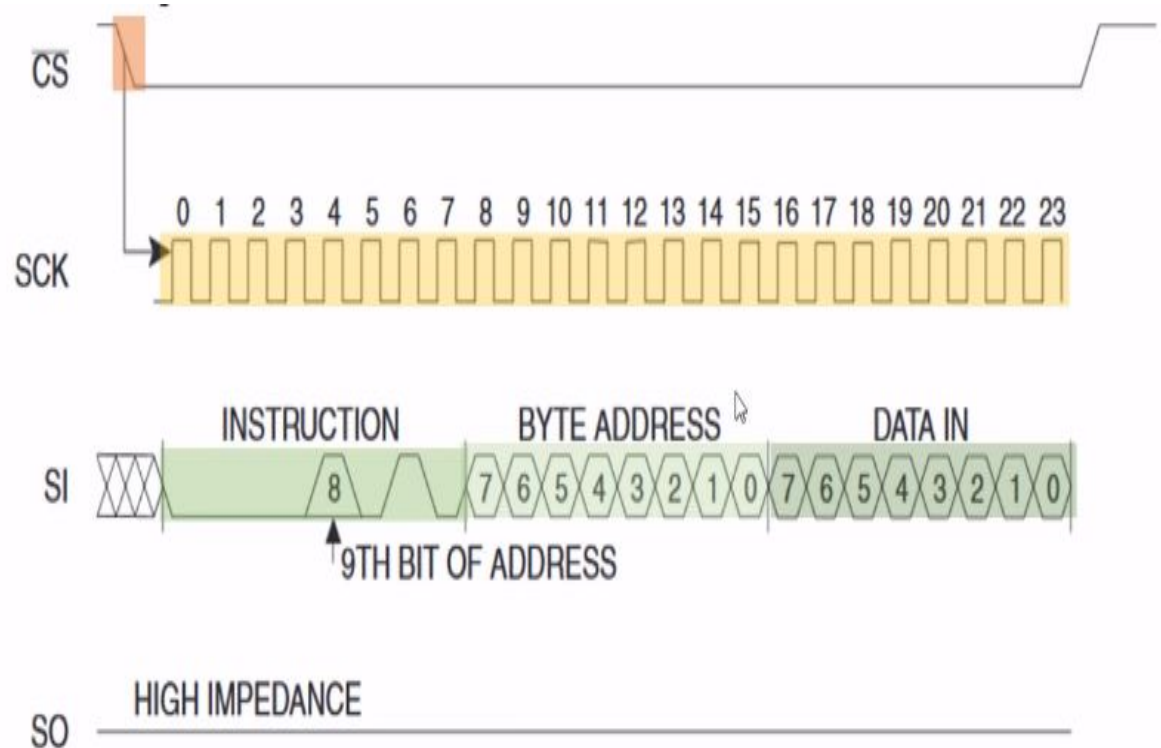 CS
0 1 2 3 4 5 6 7 8 9 10 11 12 13 14 15 16 17 18 19 20 21 22 23
SCK
INSTRUCTION BYTE ADDRESS DATA IN
SI 8 7 6 5 4 3 2 1 0 7 6 5 4 3 2 1 0
9TH BIT OF ADDRESS
HIGH IMPEDANCE
SO